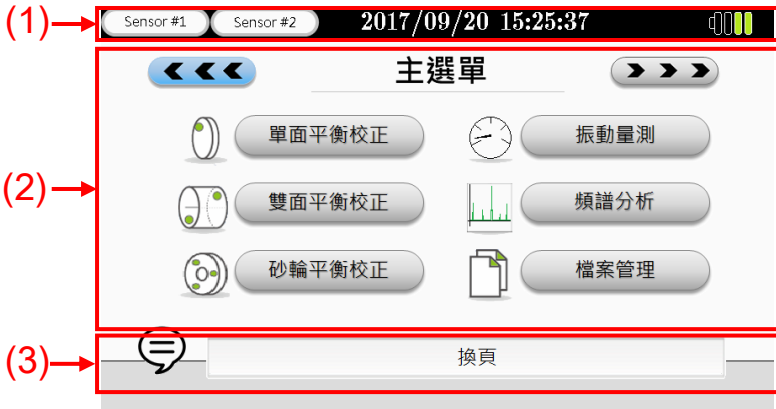 (1)
Sensor #1 Sensor #2 2017/09/20 15:25:37
(2)
主選單
單面平衡校正 振動量測
雙面平衡校正 頻譜分析
砂輪平衡校正 檔案管理
(3)
換頁